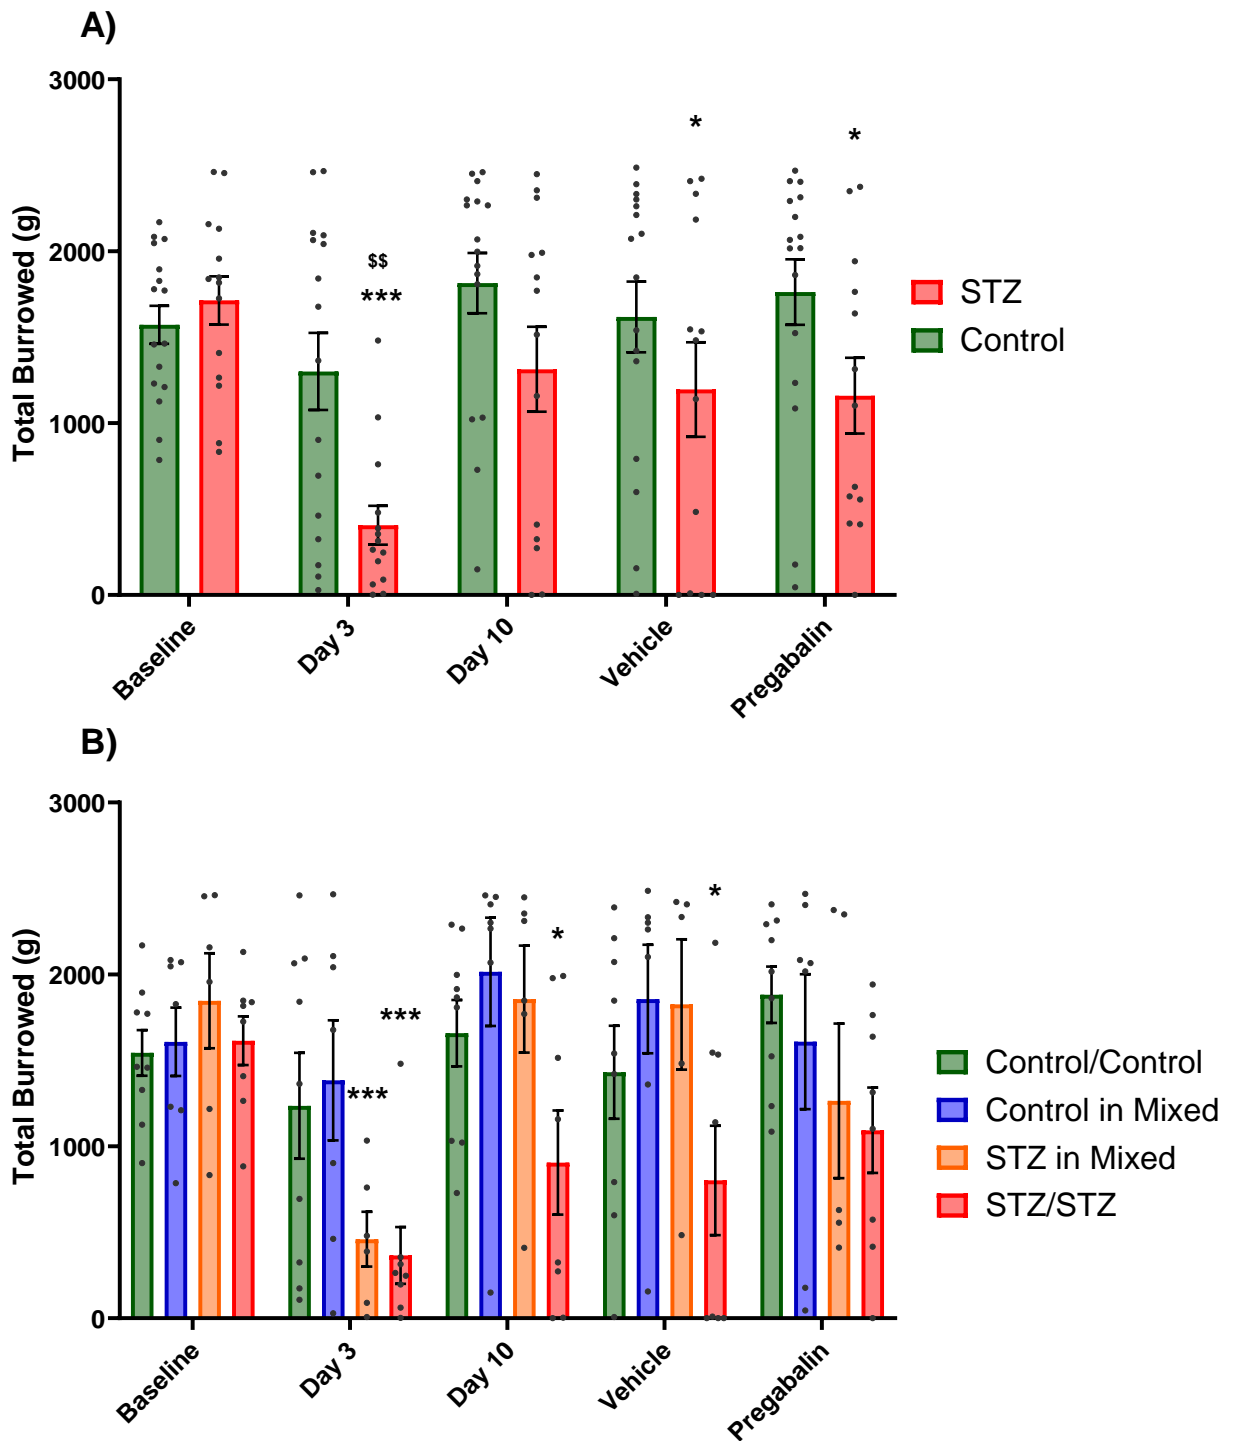 A)
Total Burrowed (g)
3000
2000
1000
0
$$
***
*
*
Baseline
Day 3
Day 10
Vehicle
Pregabalin
STZ
Control
B)
Total Burrowed (g)
3000
2000
1000
0
***
***
*
*
Baseline
Day 3
Day 10
Vehicle
Pregabalin
Control/Control
Control in Mixed
STZ in Mixed
STZ/STZ